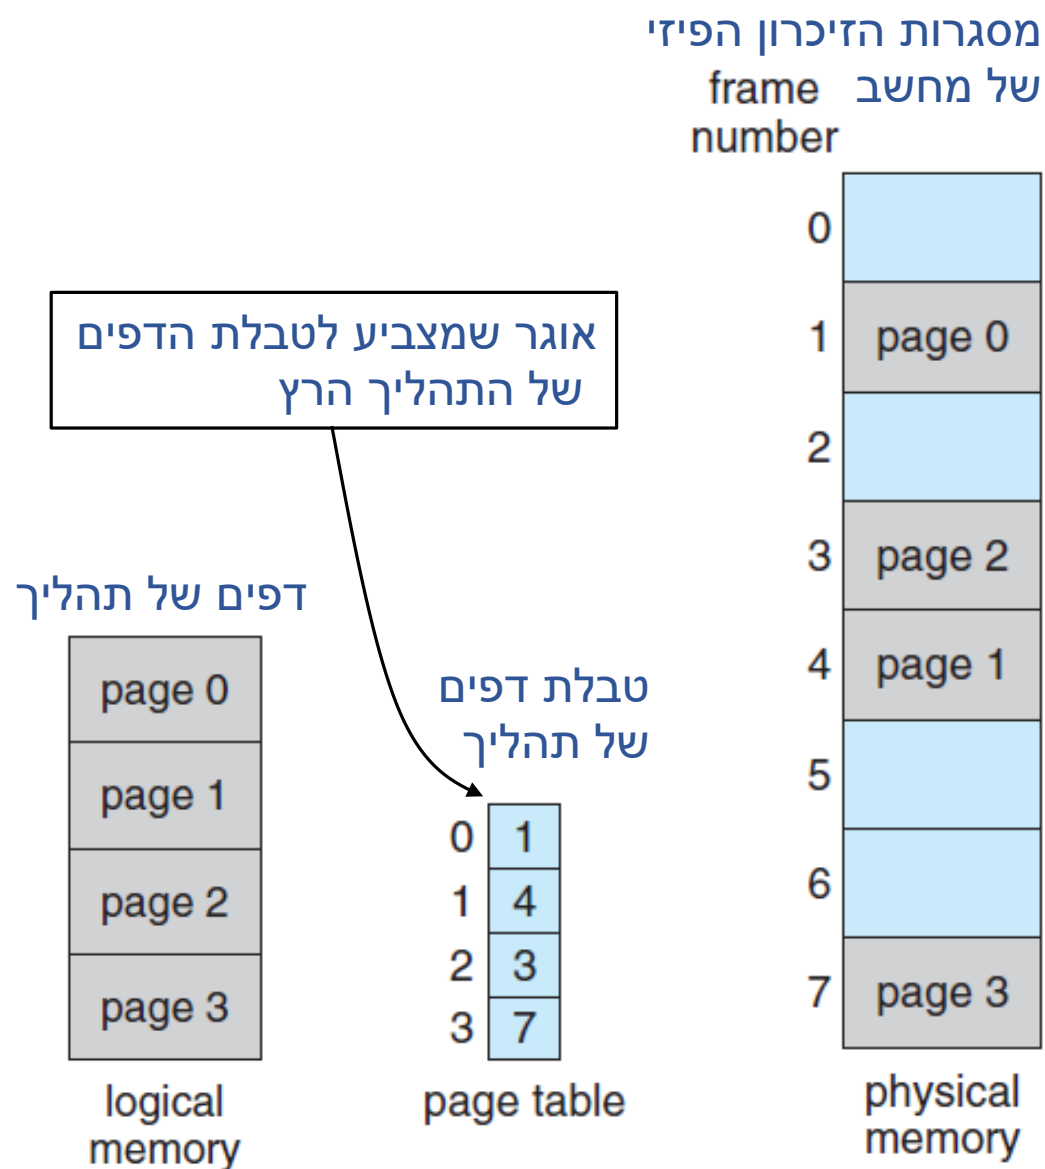 מסגרות הזיכרון הפיזי
של מחשב
frame
number
0
1 page 0
2
3 page 2
4 page 1
5
6
7 page 3
physical
memory
אוגר שמצביע לטבלת הדפים
של התהליך הרץ
דפים של תהליך
page 0
page 1
page 2
page 3
logical
memory
טבלת דפים
של תהליך
0 1
1 4
2 3
3 7
page table